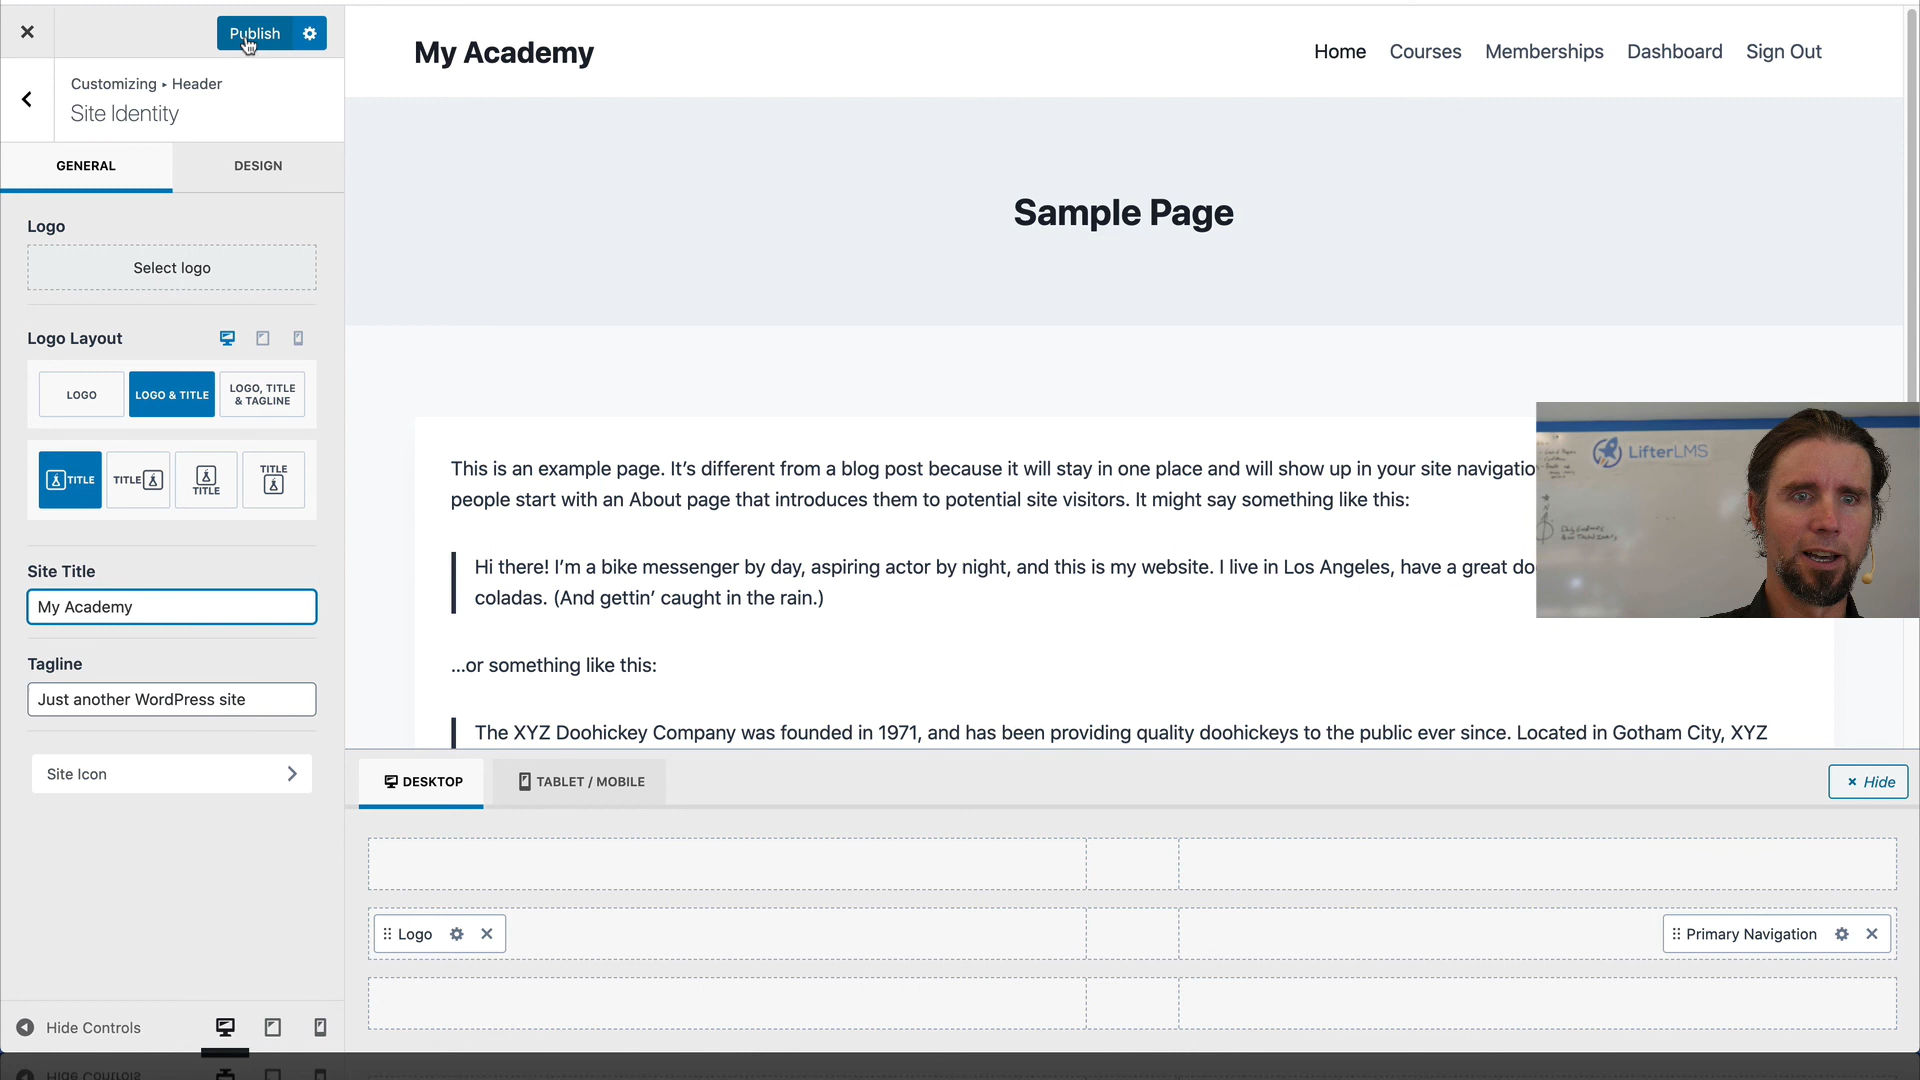 Publish
Customizing ▸ Header
Site Identity
GENERAL
DESIGN
Logo
Select logo
Logo Layout
LOGO
LOGO & TITLE
LOGO, TITLE
& TAGLINE
TITLE
TITLE
TITLE
TITLE
Site Title
My Academy
Tagline
Just another WordPress site
Site Icon
Hide Controls
My Academy
Home
Courses
Memberships
Dashboard
Sign Out
Sample Page
This is an example page. It’s different from a blog post because it will stay in one place and will show up in your site navigatio
people start with an About page that introduces them to potential site visitors. It might say something like this:
Hi there! I’m a bike messenger by day, aspiring actor by night, and this is my website. I live in Los Angeles, have a great do
coladas. (And gettin’ caught in the rain.)
…or something like this:
The XYZ Doohickey Company was founded in 1971, and has been providing quality doohickeys to the public ever since. Located in Gotham City, XYZ
LifterLMS
DESKTOP
TABLET / MOBILE
× Hide
Logo
Primary Navigation
Hide Controls